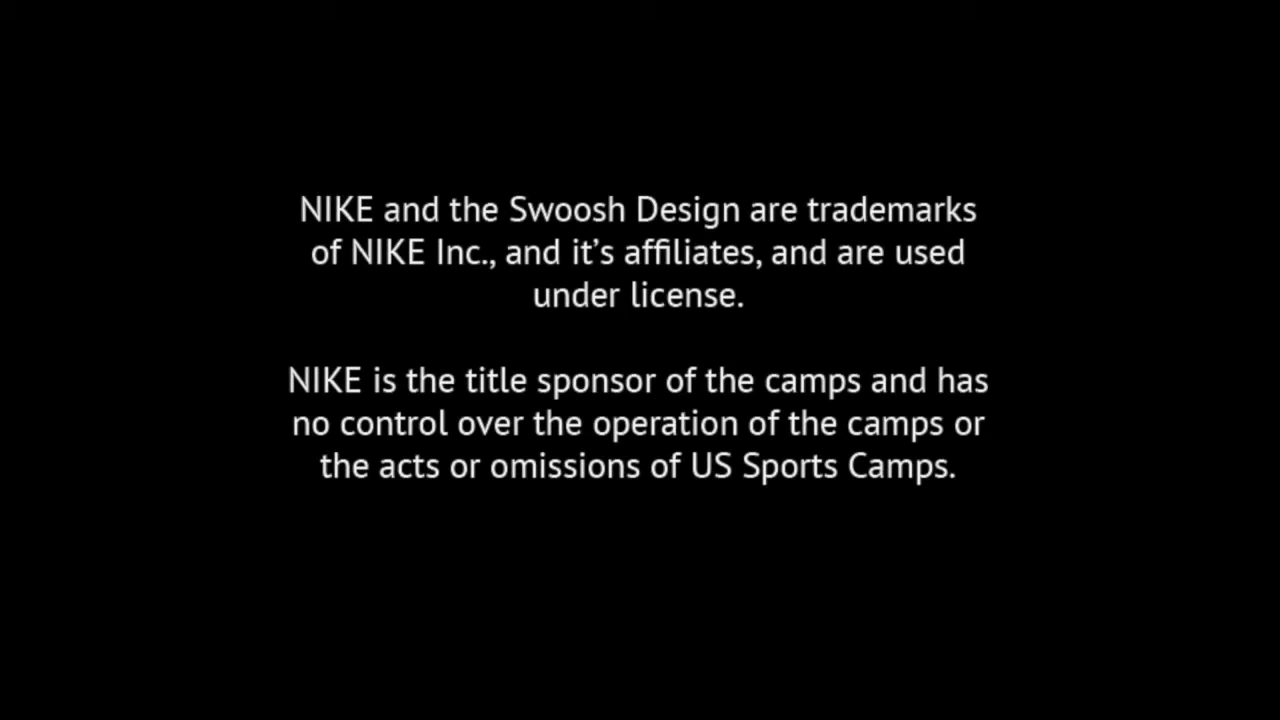 NIKE and the Swoosh Design are trademarks
of NIKE Inc., and it’s affiliates, and are used
under license.
NIKE is the title sponsor of the camps and has
no control over the operation of the camps or
the acts or omissions of US Sports Camps.